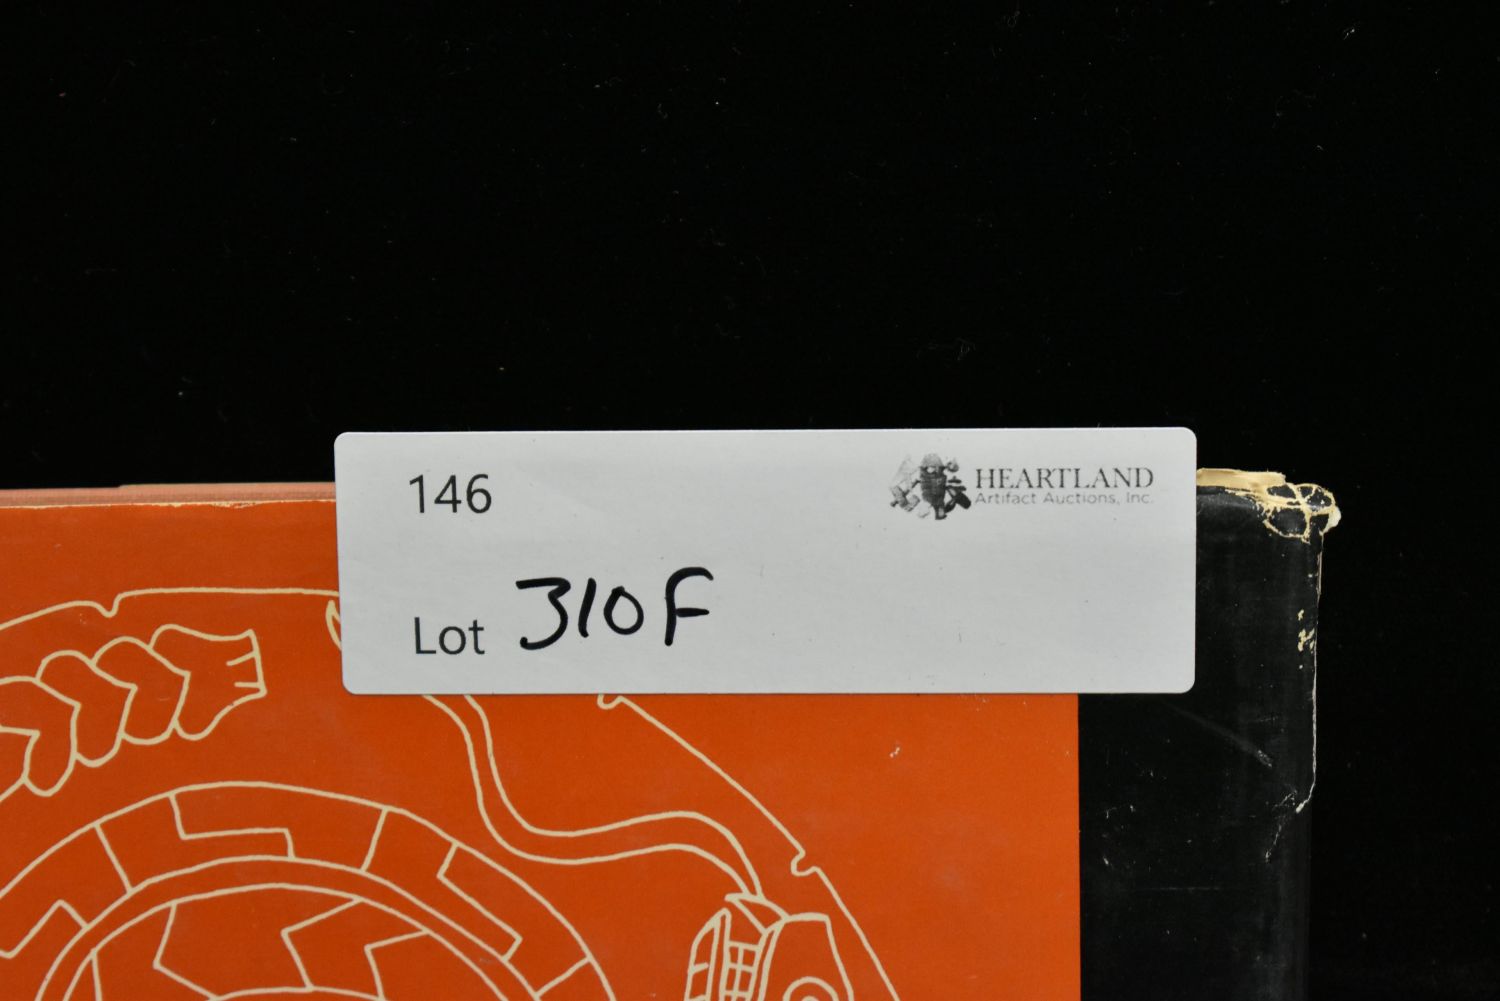 146
HEARTLAND
Artifact Auctions, Inc.
Lot 310F